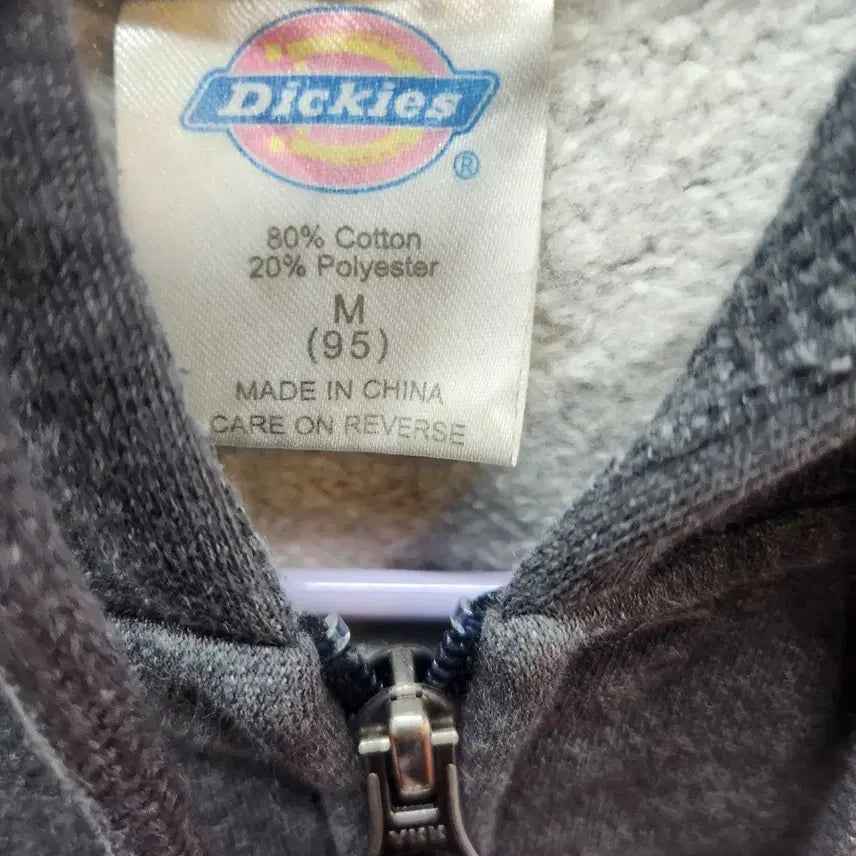 Dickies
®
80% Cotton
20% Polyester
M
(95)
MADE IN CHINA
CARE ON REVERSE